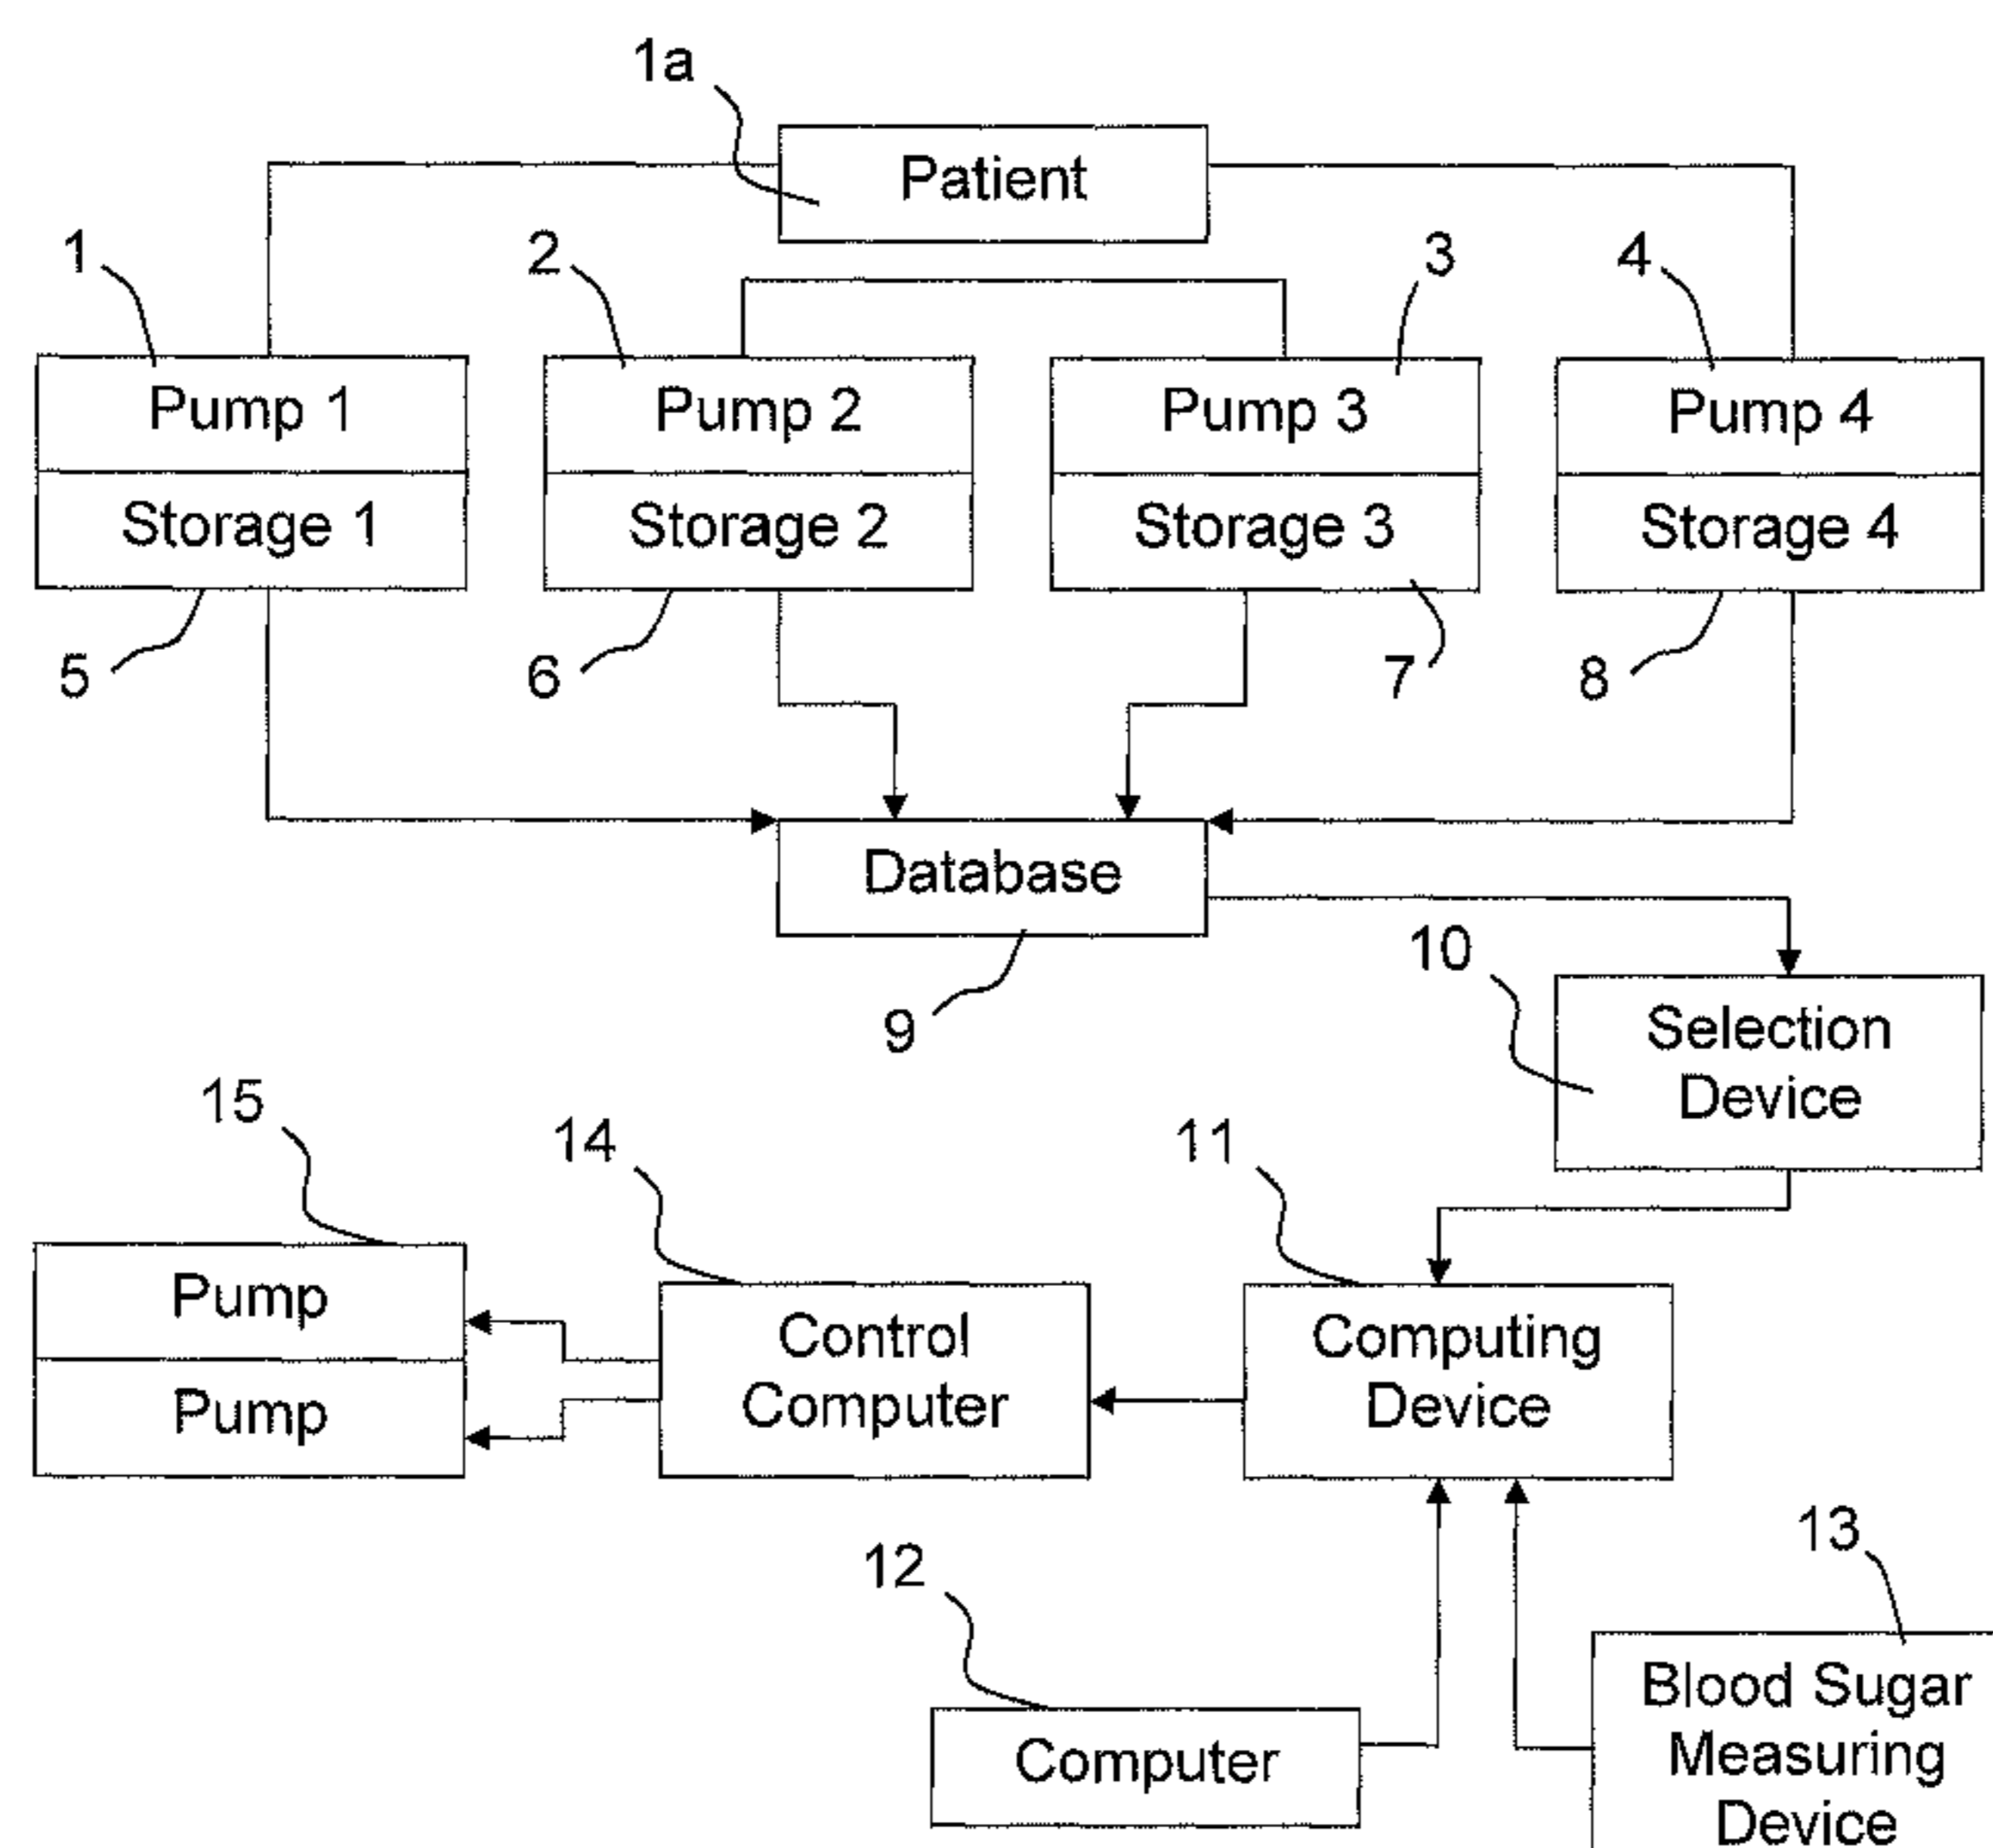 1a
Patient
1
2
3
4
Pump 1
Pump 2
Pump 3
Pump 4
Storage 1
Storage 2
Storage 3
Storage 4
5
6
7
8
Database
9
10
Selection
Device
15
14
11
Pump
Pump
Control
Computer
Computing
Device
12
13
Computer
Blood Sugar
Measuring
Device